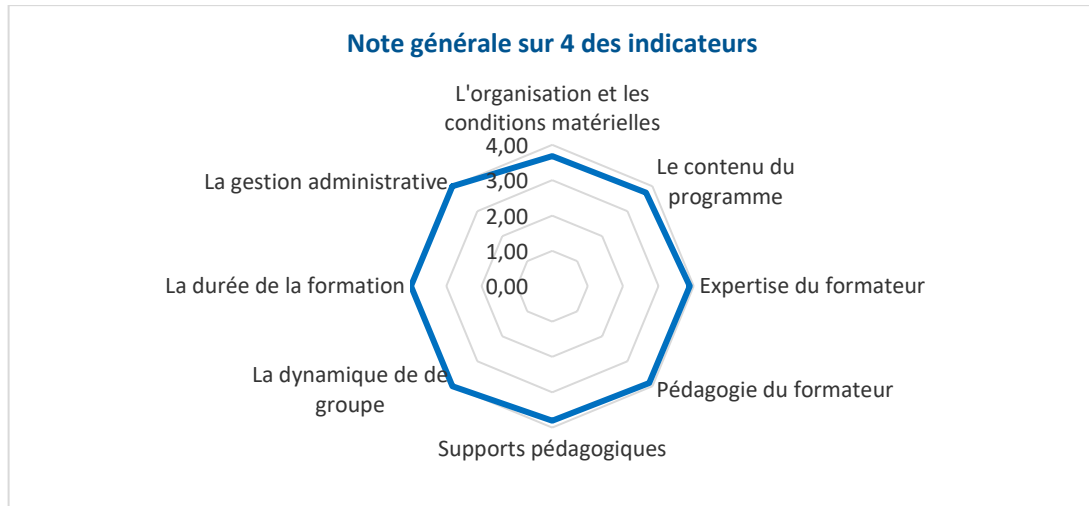 Note générale sur 4 des indicateurs
L'organisation et les
conditions matérielles
4,00
3,00
2,00
1,00
0,00
Le contenu du
programme
Expertise du formateur
Pédagogie du formateur
Supports pédagogiques
La dynamique de de
groupe
La durée de la formation
La gestion administrative